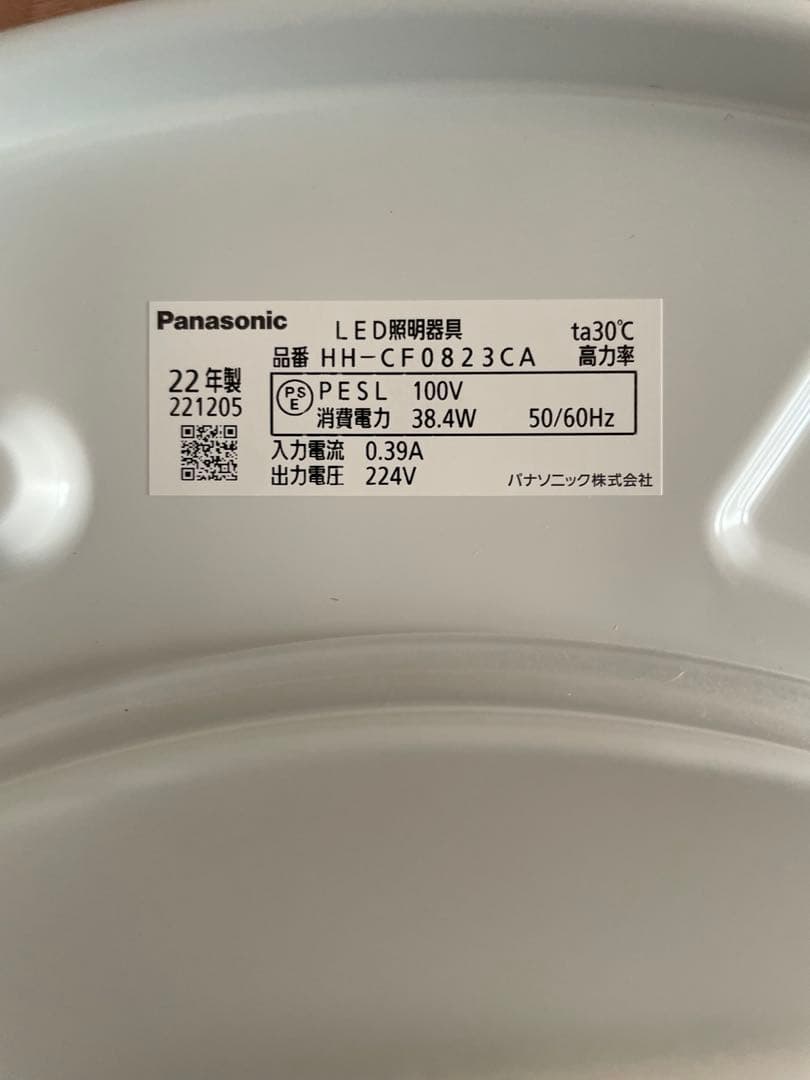 Panasonic
LED照明器具 ta30℃
品番 HH-CF0823CA 高力率
22年製
221205
PSE PESL 100V
消費電力 38.4W 50/60Hz
入力電流 0.39A
出力電圧 224V
パナソニック株式会社